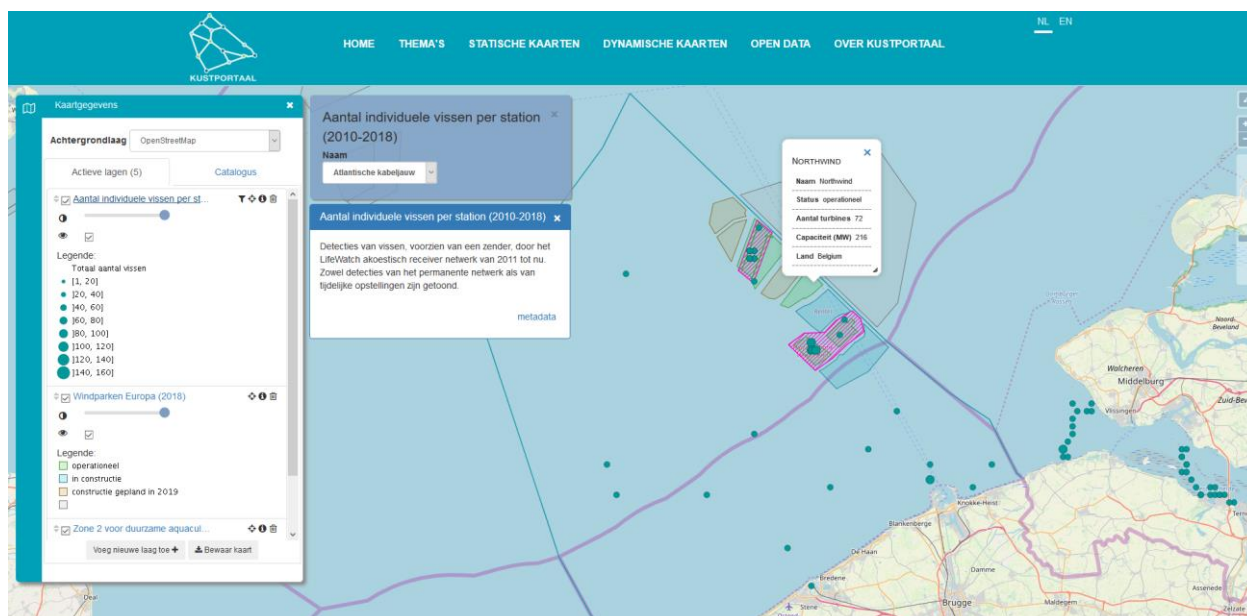 NL EN
KUSTPORTAAL
HOME THEMA'S STATISCHE KAARTEN DYNAMISCHE KAARTEN OPEN DATA OVER KUSTPORTAAL
Kaartgegevens
Achtergrondlaag OpenStreetMap
Actieve lagen (5) Catalogus
Aantal individuele vissen per st...
Legende:
Totaal aantal vissen
[1, 20]
]20, 40]
]40, 60]
]60, 80]
]80, 100]
]100, 120]
]120, 140]
]140, 160]
Windparken Europa (2018)
Legende:
operationeel
in constructie
constructie gepland in 2019
Zone 2 voor duurzame aquacul...
Voeg nieuwe laag toe
Bewaar kaart
Aantal individuele vissen per station
(2010-2018)
Naam
Atlantische kabeljauw
Aantal individuele vissen per station (2010-2018)
Detecties van vissen, voorzien van een zender, door het
LifeWatch akoestisch receiver netwerk van 2011 tot nu.
Zowel detecties van het permanente netwerk als van
tijdelijke opstellingen zijn getoond.
metadata
NORTHWIND
Naam Northwind
Status operationeel
Aantal turbines 72
Capaciteit (MW) 216
Land Belgium
Noord-
Beveland
Walcheren
Middelburg
Vlissingen
Zuid-Bev
Knokke-Heist
Blankenberge
De Haan
Bredene
Stene
Brugge
Damme
Maldegem
Assenede
Zelzate
Deal